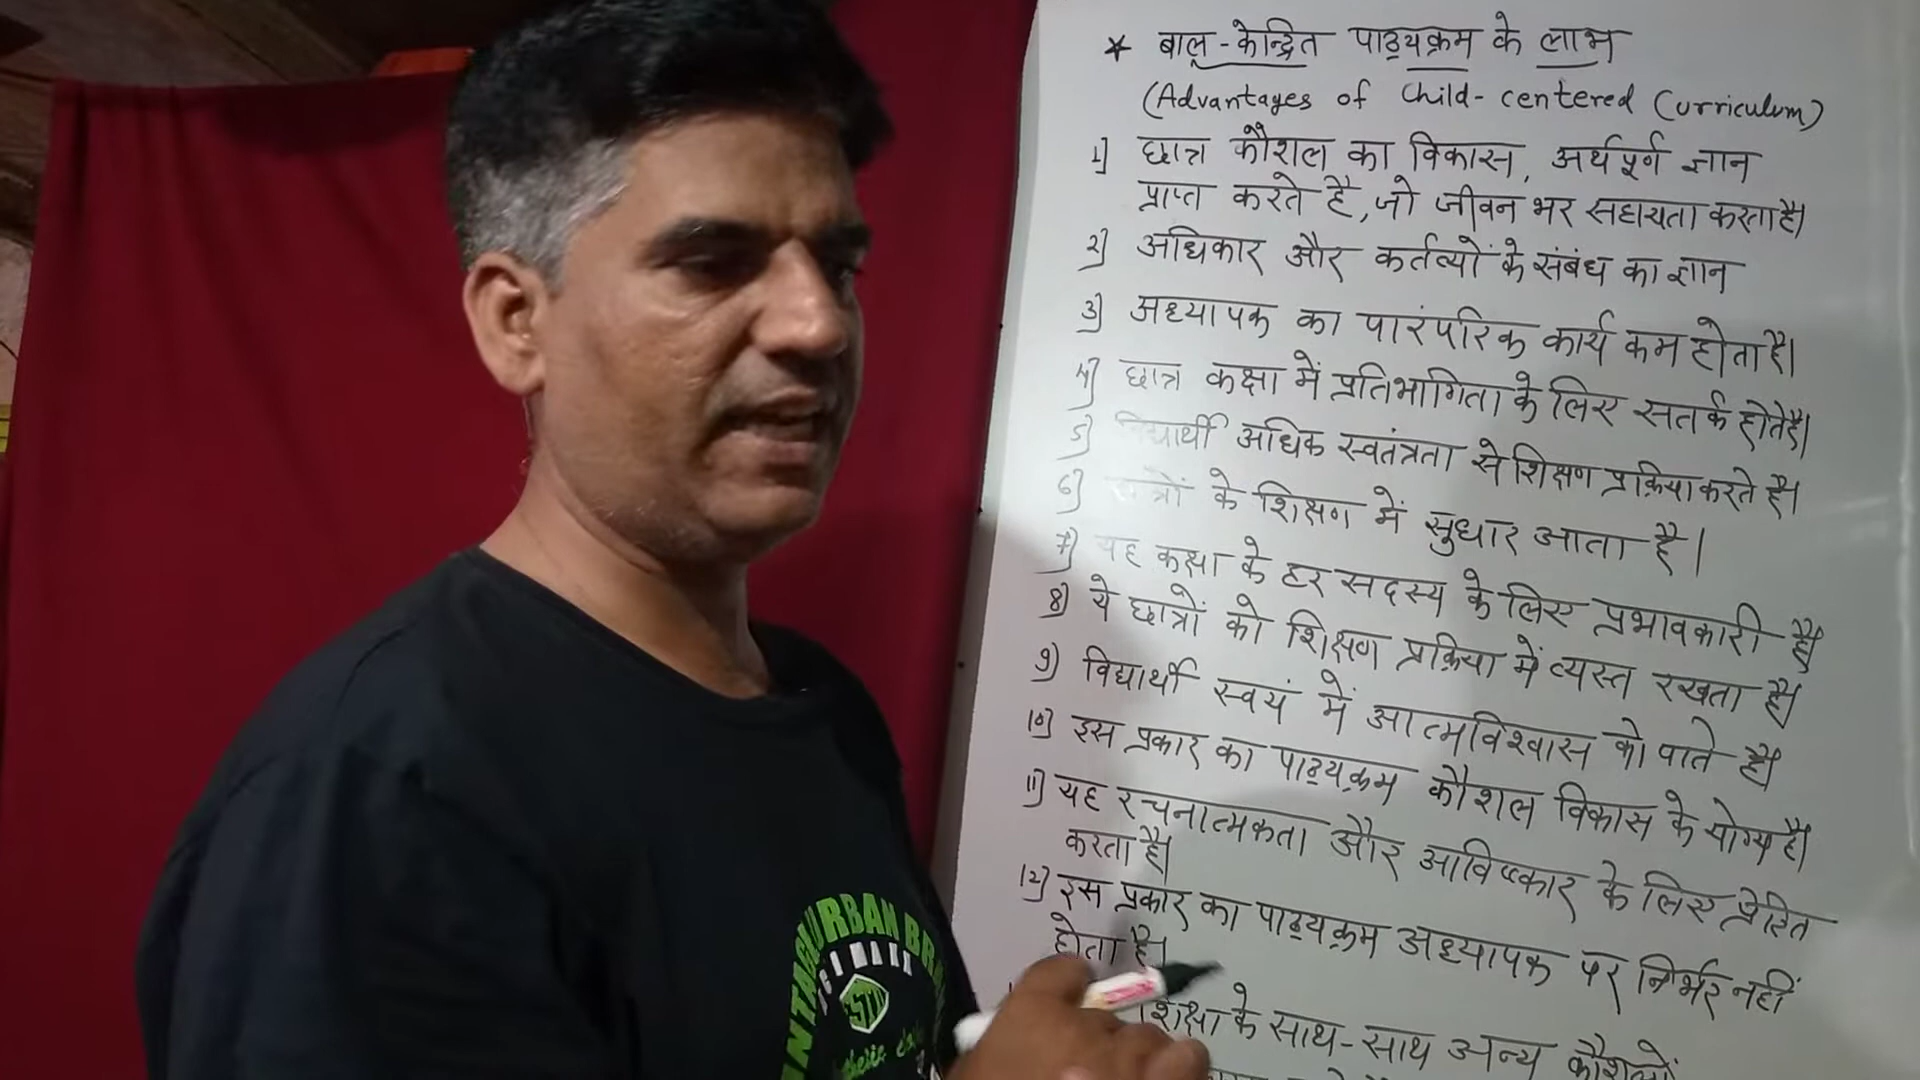 * बाल-केन्द्रित पाठ्यक्रम के लाभ
(Advantages of Child-centered Curriculum)
1) छात्र कौशल का विकास, अर्थपूर्ण ज्ञान
प्राप्त करते है, जो जीवन भर सहायता करता है।
2) अधिकार और कर्तव्यों के संबंध का ज्ञान
3) अध्यापक का पारंपरिक कार्य कम होता है।
4) छात्र कक्षा में प्रतिभागिता के लिए सतर्क होते है।
5) विद्यार्थी अधिक स्वतंत्रता से शिक्षण प्रक्रिया करते है।
6) छात्रों के शिक्षण में सुधार आता है।
7) यह कक्षा के हर सदस्य के लिए प्रभावकारी है।
8) ये छात्रों को शिक्षण प्रक्रिया में व्यस्त रखता है।
9) विद्यार्थी स्वयं में आत्मविश्वास को पाते है।
10) इस प्रकार का पाठ्यक्रम कौशल विकास के योग्य है।
11) यह रचनात्मकता और आविष्कार के लिए प्रेरित
करता है।
12) इस प्रकार का पाठ्यक्रम अध्यापक पर निर्भर नहीं
होता है।
शिक्षा के साथ-साथ अन्य कौशलों
URBAN